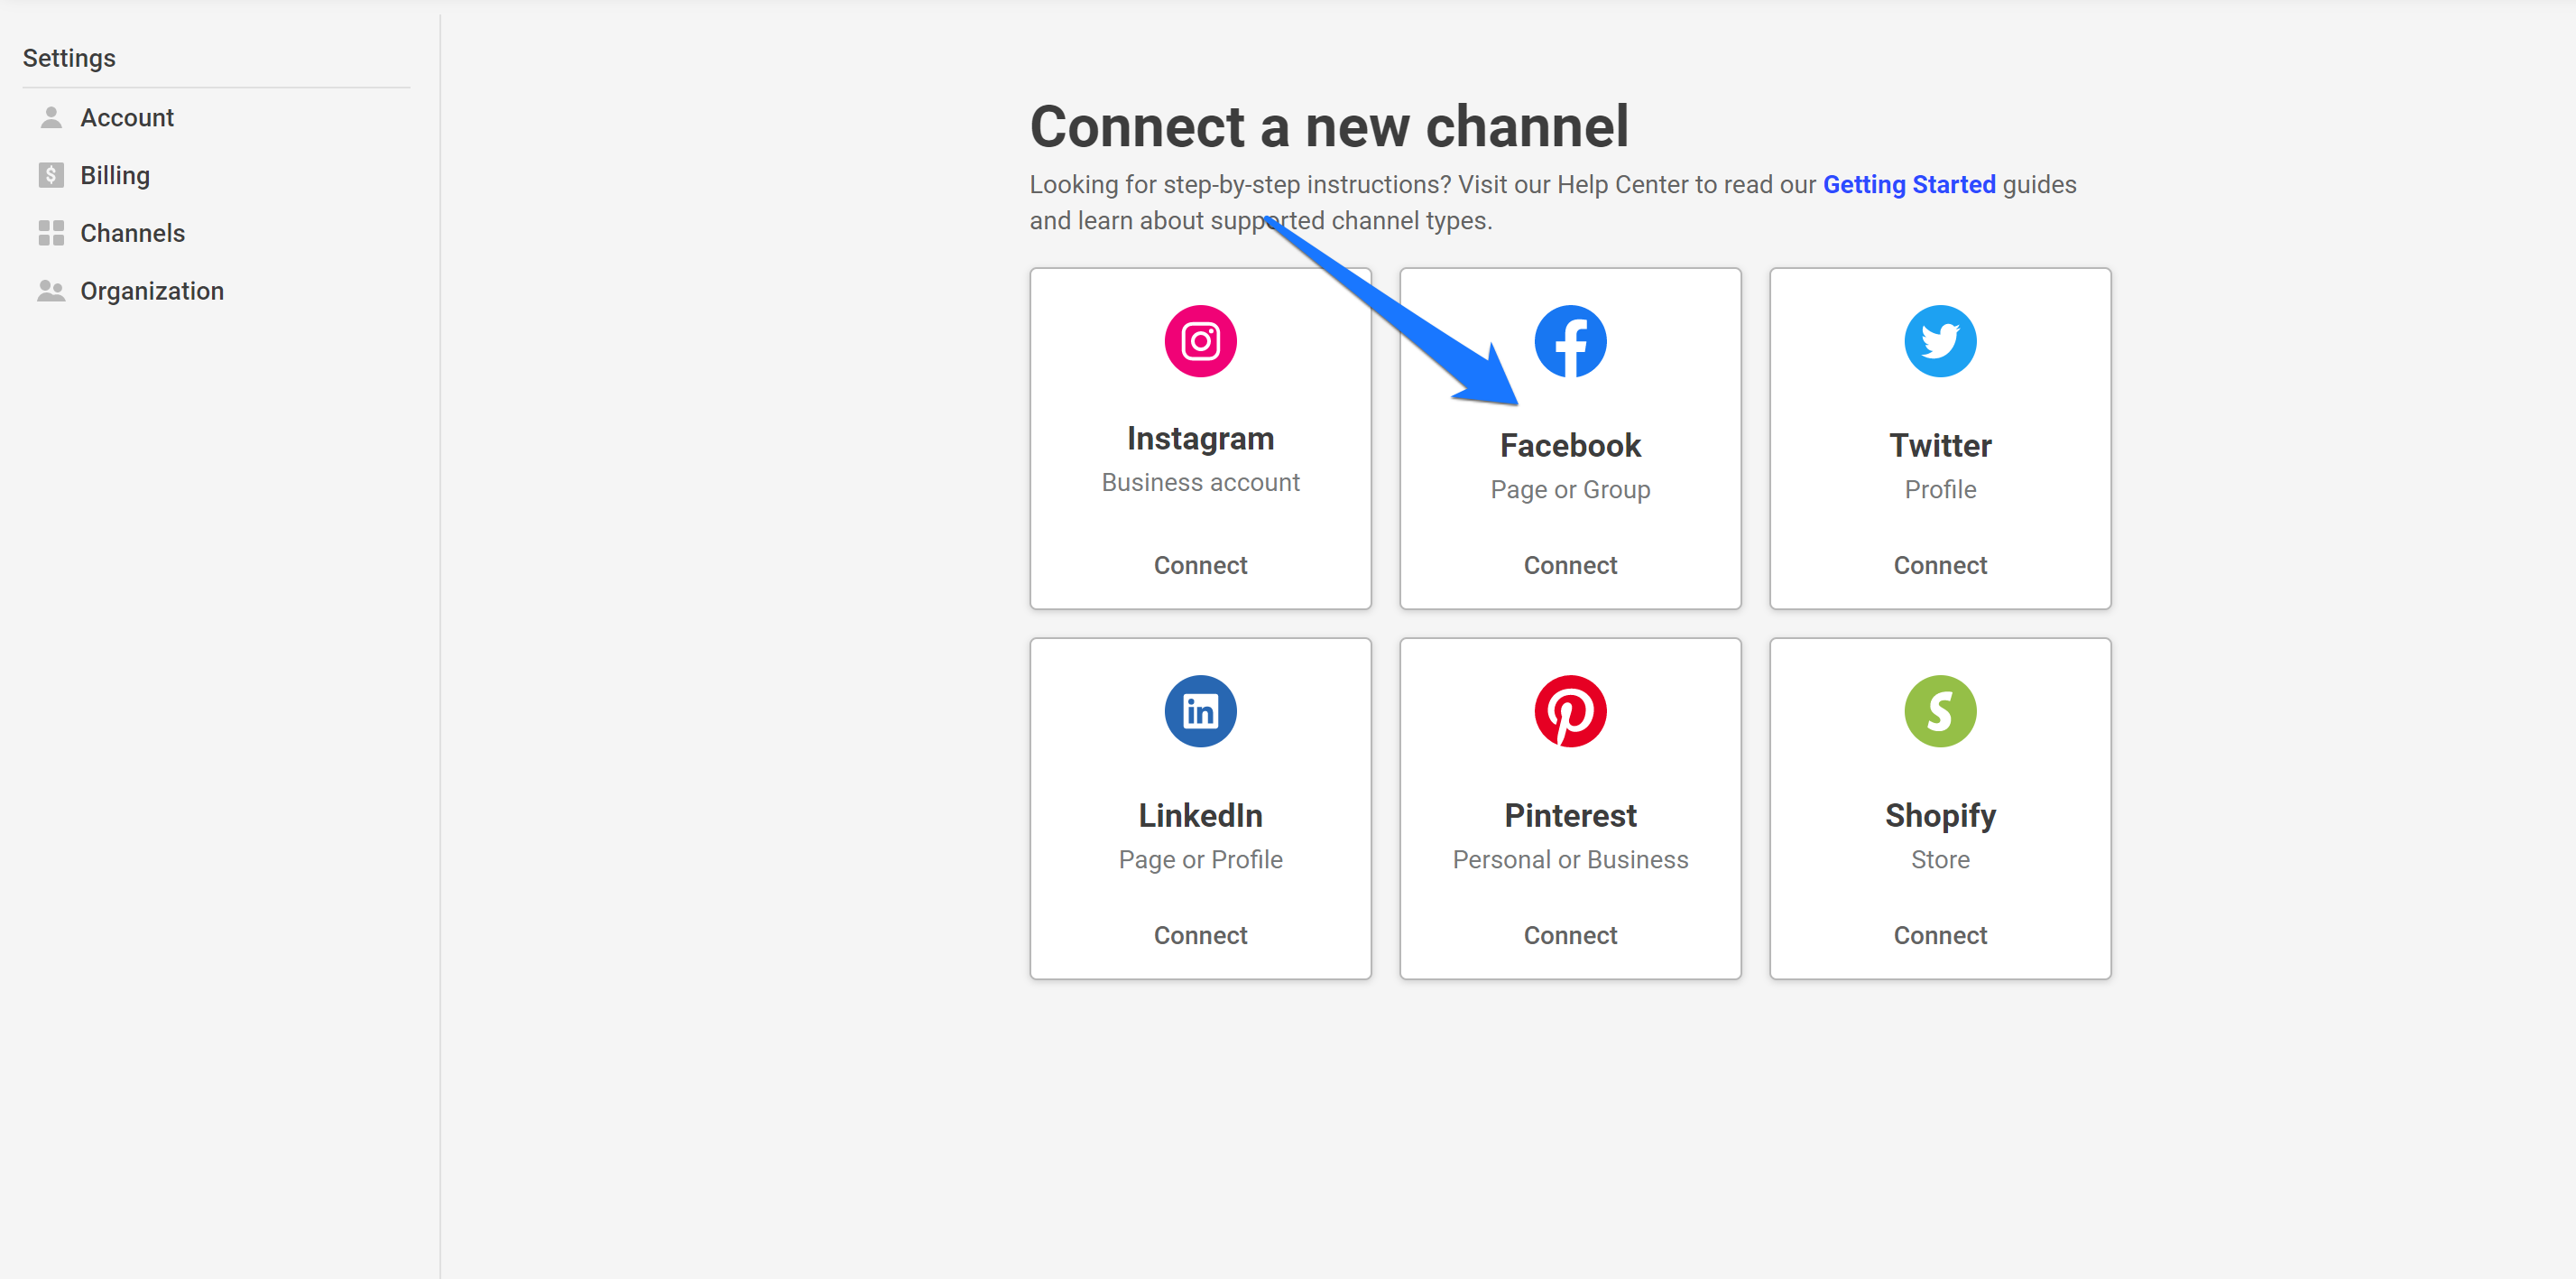 Settings
Account
Billing
Channels
Organization
Connect a new channel
Looking for step-by-step instructions? Visit our Help Center to read our Getting Started guides
and learn about supported channel types.
Instagram
Business account
Connect
Facebook
Page or Group
Connect
Twitter
Profile
Connect
LinkedIn
Page or Profile
Connect
Pinterest
Personal or Business
Connect
Shopify
Store
Connect